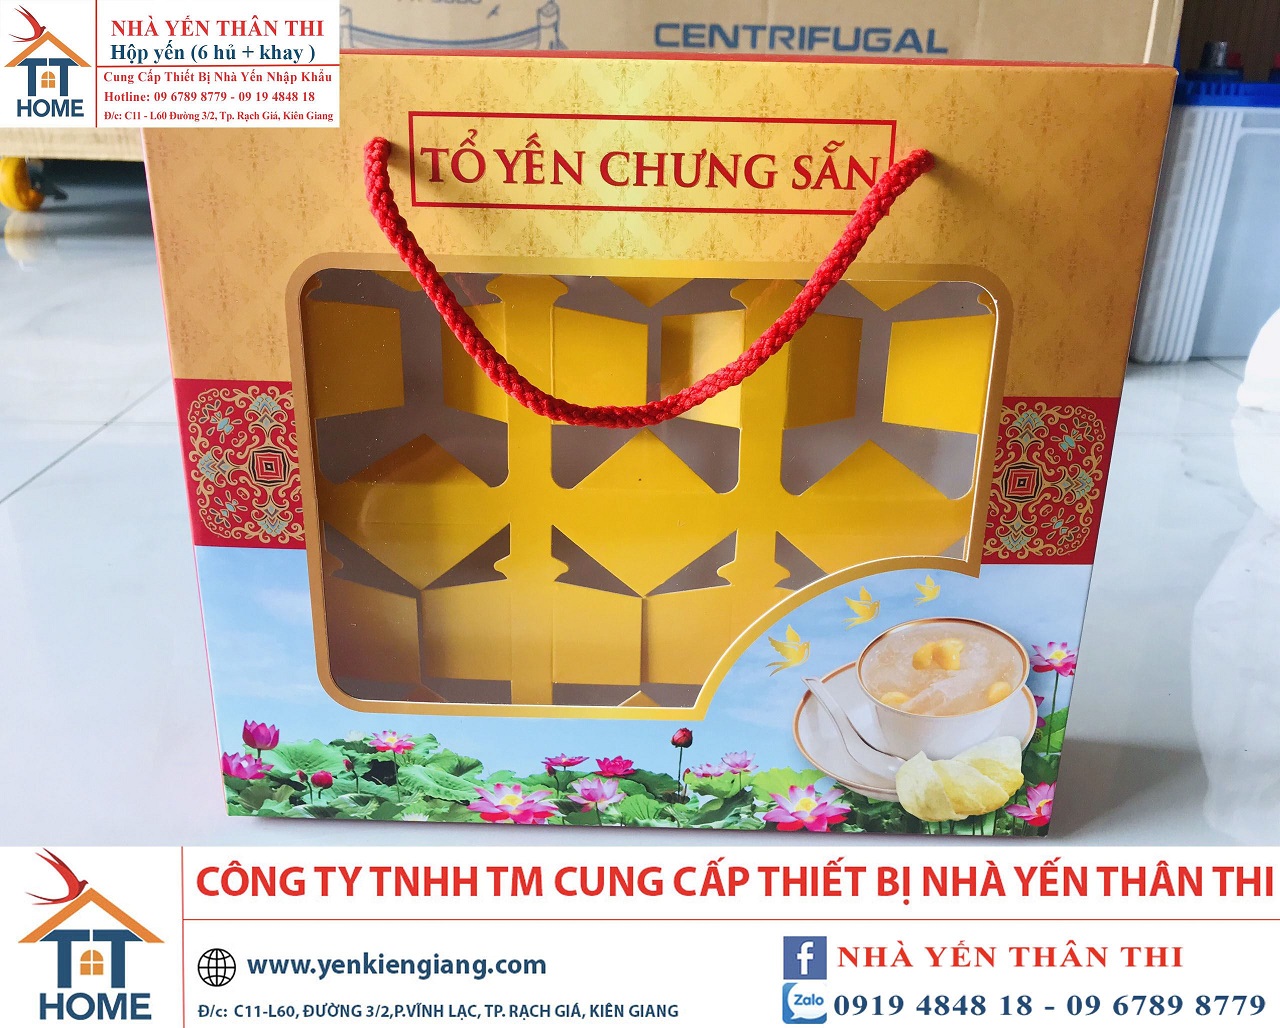 NHÀ YẾN THÂN THI
Hộp yến (6 hủ + khay )
Cung Cấp Thiết Bị Nhà Yến Nhập Khẩu
Hotline: 09 6789 8779 - 09 19 4848 18
Đ/c: C11 - L60 Đường 3/2, Tp. Rạch Giá, Kiên Giang
TT
HOME
CENTRIFUGAL
TỔ YẾN CHƯNG SẴN
CÔNG TY TNHH TM CUNG CẤP THIẾT BỊ NHÀ YẾN THÂN THI
TT
HOME
www.yenkiengiang.com
Đ/c: C11-L60, ĐƯỜNG 3/2,P.VĨNH LẠC, TP. RẠCH GIÁ, KIÊN GIANG
f NHÀ YẾN THÂN THI
Zalo 0919 4848 18 - 09 6789 8779